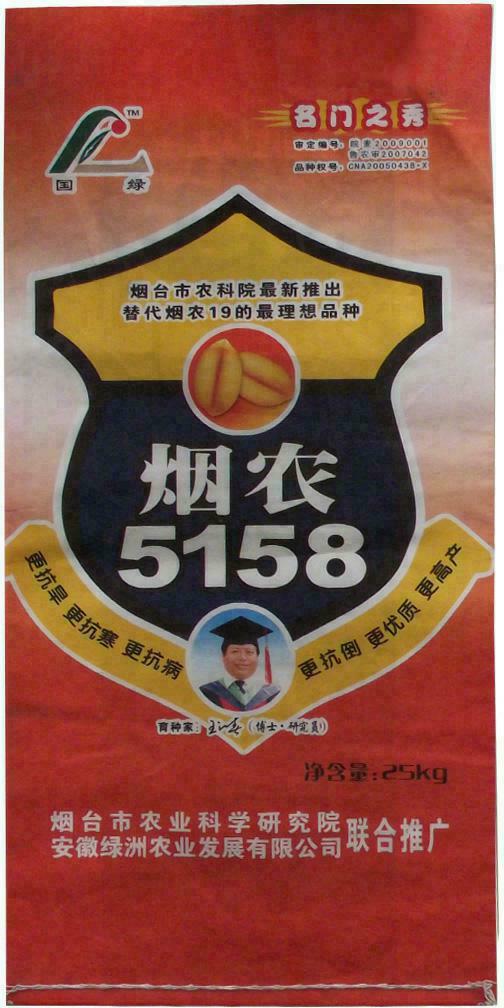 TM
国 绿
名门之秀
审定编号：皖麦2009001
鲁农审2007042
品种权号：CNA20050438·X
烟台市农科院最新推出
替代烟农19的最理想品种
烟农
5158
更抗旱 更抗寒 更抗病
更抗倒 更优质 更高产
育种家：(博士·研究员)
净含量：25kg
烟台市农业科学研究院
安徽绿洲农业发展有限公司
联合推广